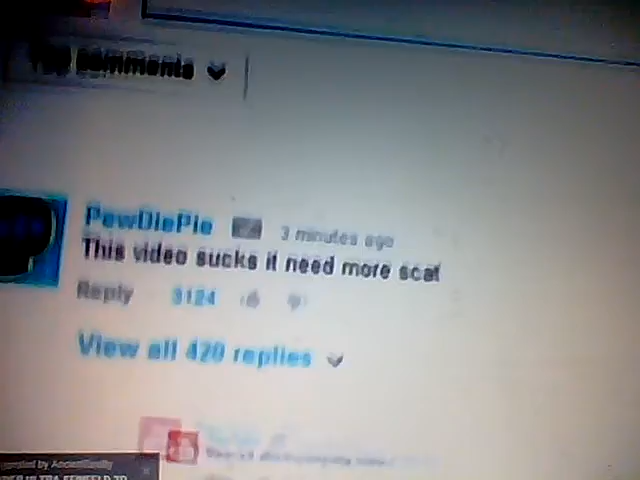 Top comments
PewDiePie 3 minutes ago
This video sucks it need more scat
Reply 3124
View all 420 replies